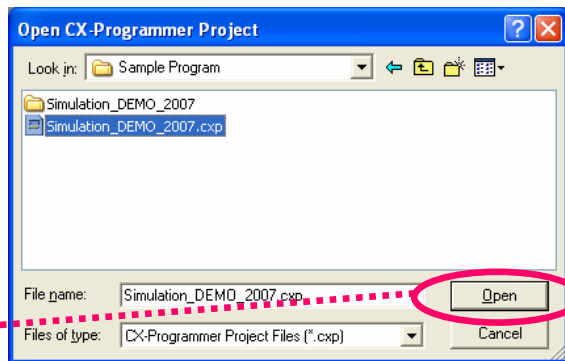 Open CX-Programmer Project
Look in: Sample Program
Simulation_DEMO_2007
Simulation_DEMO_2007.cxp
File name: Simulation_DEMO_2007.cxp Open
Files of type: CX-Programmer Project Files (*.cxp) Cancel